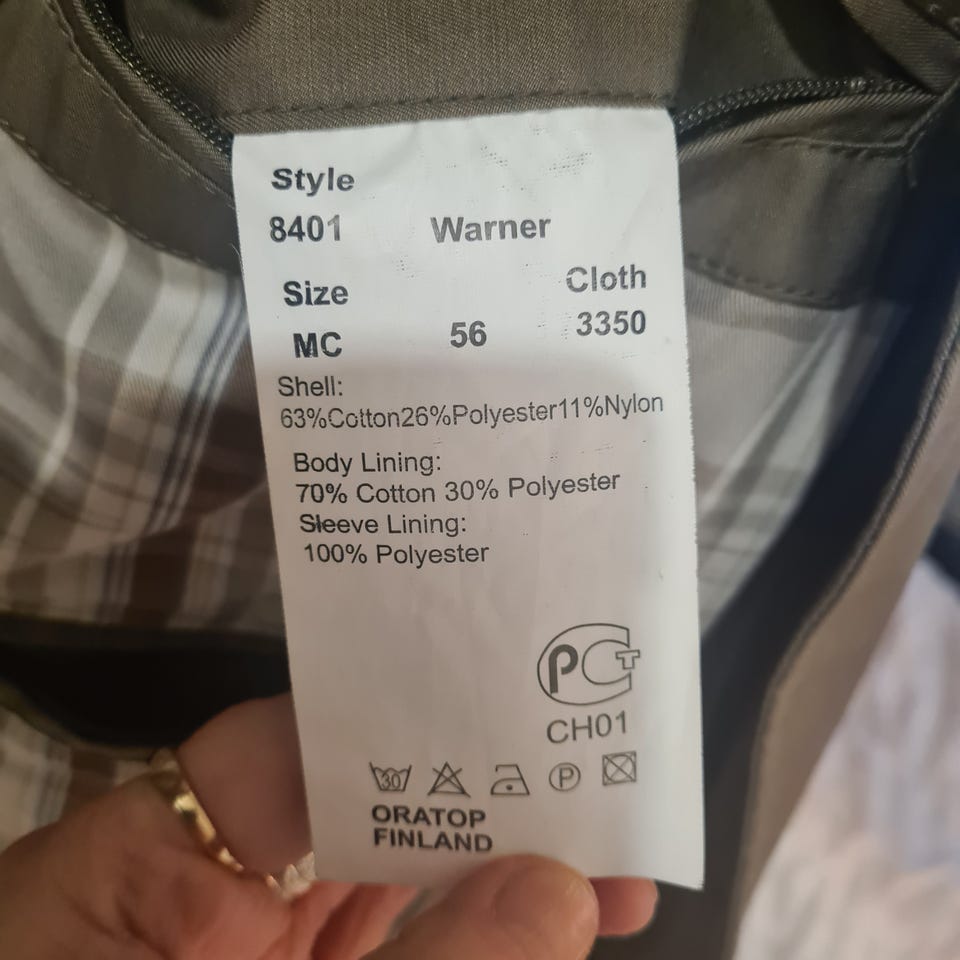 Style
8401 Warner
Size Cloth
MC 56 3350
Shell:
63%Cotton26%Polyester11%Nylon
Body Lining:
70% Cotton 30% Polyester
Sleeve Lining:
100% Polyester
PCT
CH01
30 P
ORATOP
FINLAND